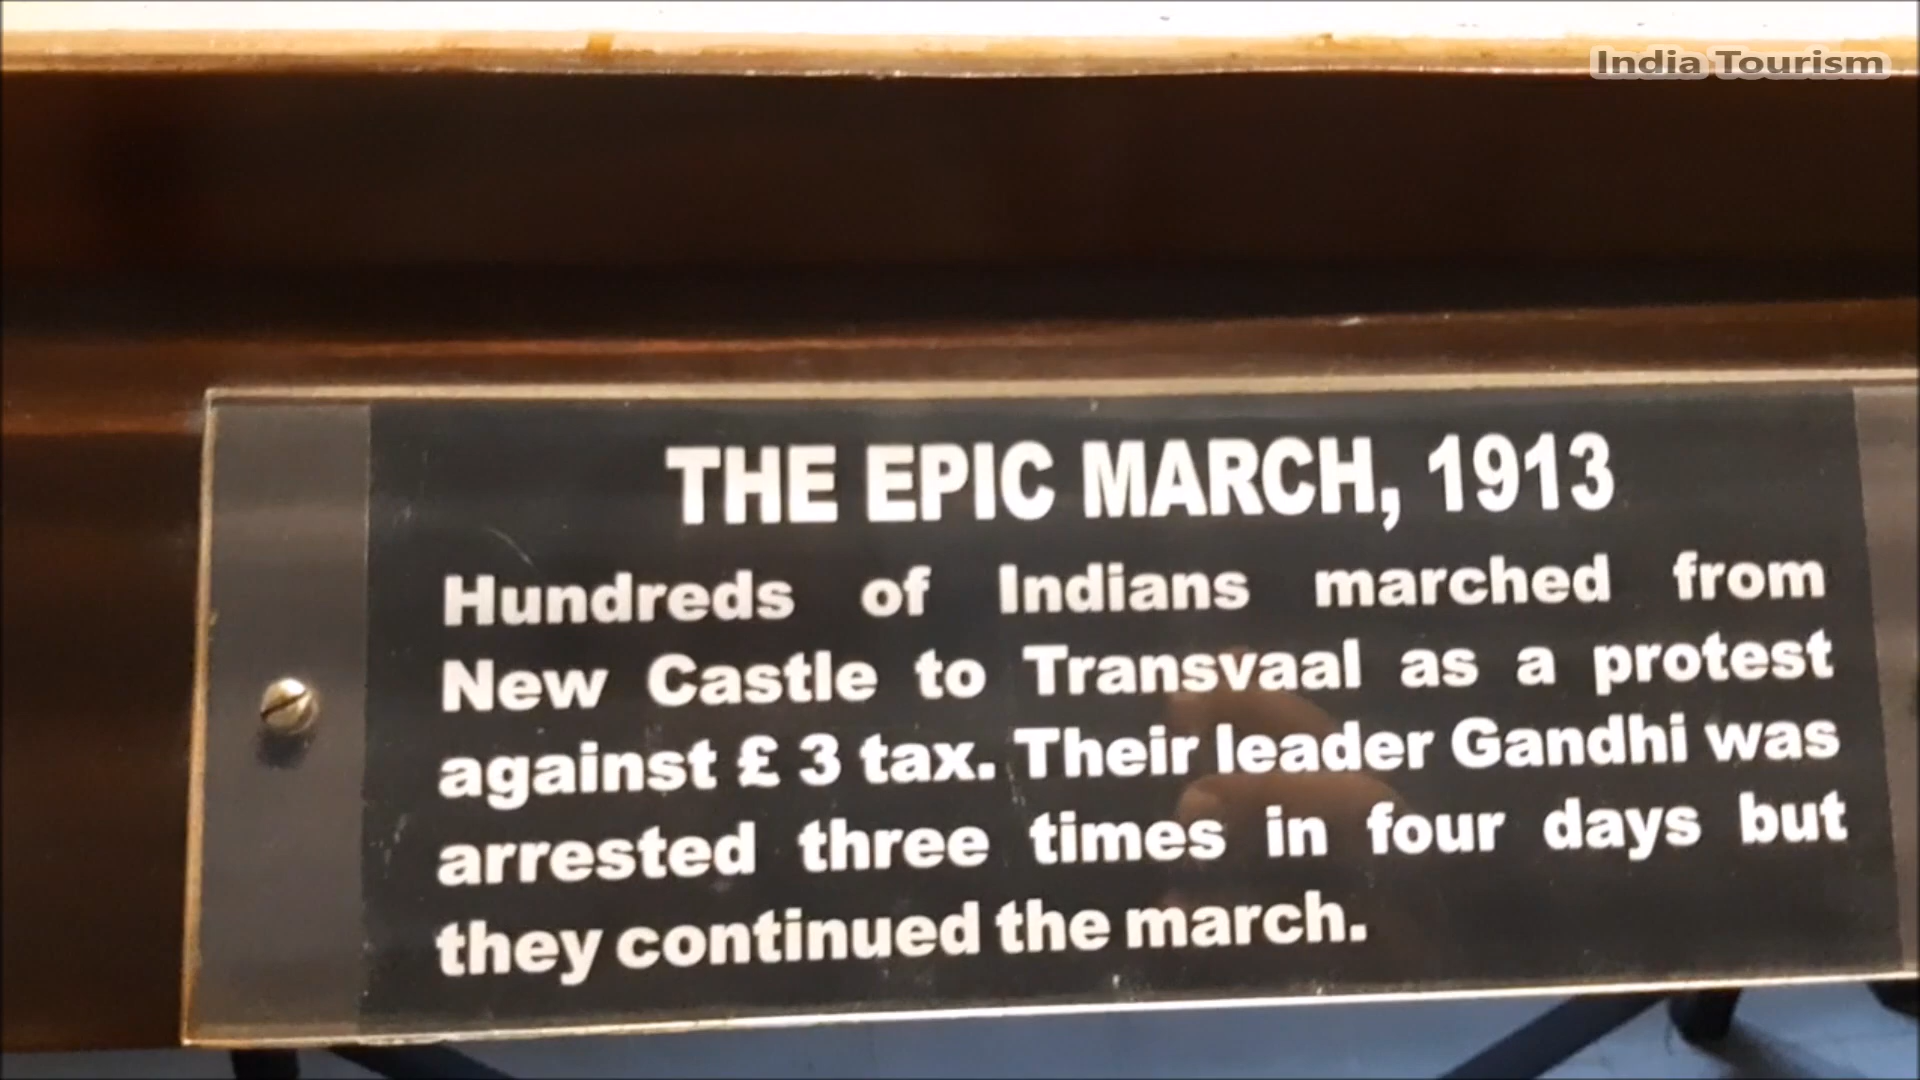 India Tourism
THE EPIC MARCH, 1913
Hundreds of Indians marched from
New Castle to Transvaal as a protest
against £ 3 tax. Their leader Gandhi was
arrested three times in four days but
they continued the march.